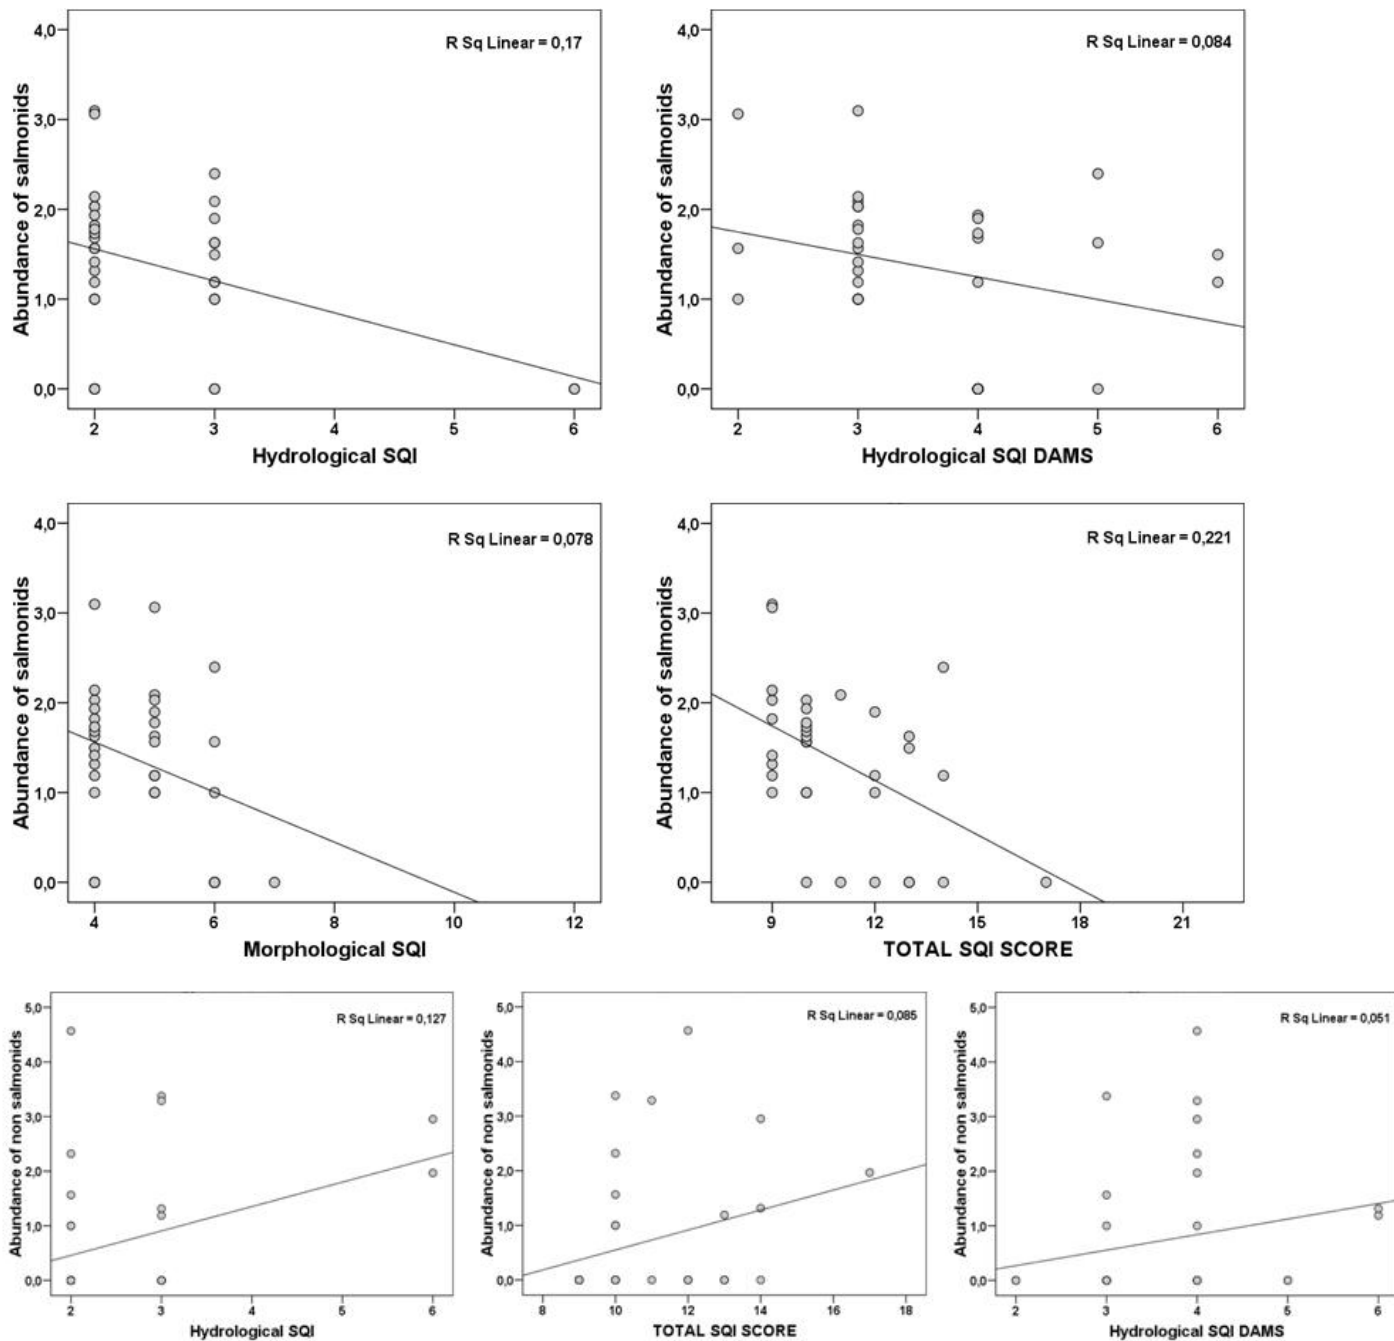 4,0
R Sq Linear = 0,17
3,0
2,0
1,0
0,0
Abundance of salmonids
2 3 4 5 6
Hydrological SQI
4,0
R Sq Linear = 0,084
3,0
2,0
1,0
0,0
Abundance of salmonids
2 3 4 5 6
Hydrological SQI DAMS
4,0
R Sq Linear = 0,078
3,0
2,0
1,0
0,0
Abundance of salmonids
4 6 8 10 12
Morphological SQI
4,0
R Sq Linear = 0,221
3,0
2,0
1,0
0,0
Abundance of salmonids
9 12 15 18 21
TOTAL SQI SCORE
5,0
R Sq Linear = 0,127
4,0
3,0
2,0
1,0
0,0
Abundance of non salmonids
2 3 4 5 6
Hydrological SQI
5,0
R Sq Linear = 0,085
4,0
3,0
2,0
1,0
0,0
Abundance of non salmonids
8 10 12 14 16 18
TOTAL SQI SCORE
5,0
R Sq Linear = 0,051
4,0
3,0
2,0
1,0
0,0
Abundance of non salmonids
2 3 4 5 6
Hydrological SQI DAMS